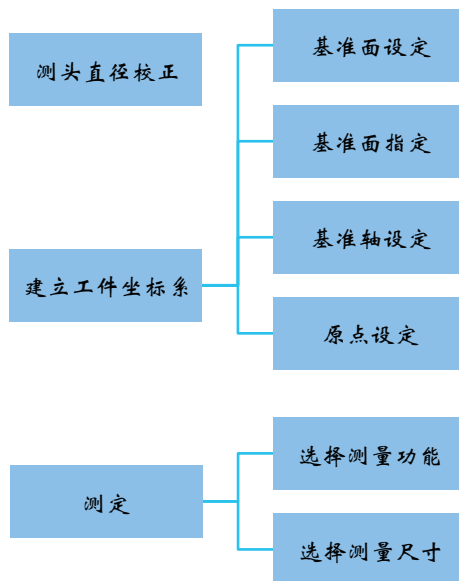 测头直径校正
建立工件坐标系
基准面设定
基准面指定
基准轴设定
原点设定
测定
选择测量功能
选择测量尺寸